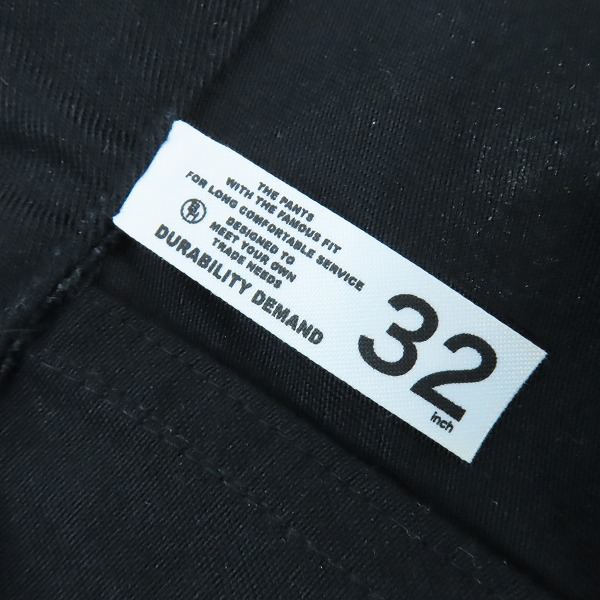 THE PANTS
WITH THE FAMOUS FIT
FOR LONG COMFORTABLE SERVICE
DESIGNED TO
MEET YOUR OWN
TRADE NEEDS
DURABILITY DEMAND
32
inch